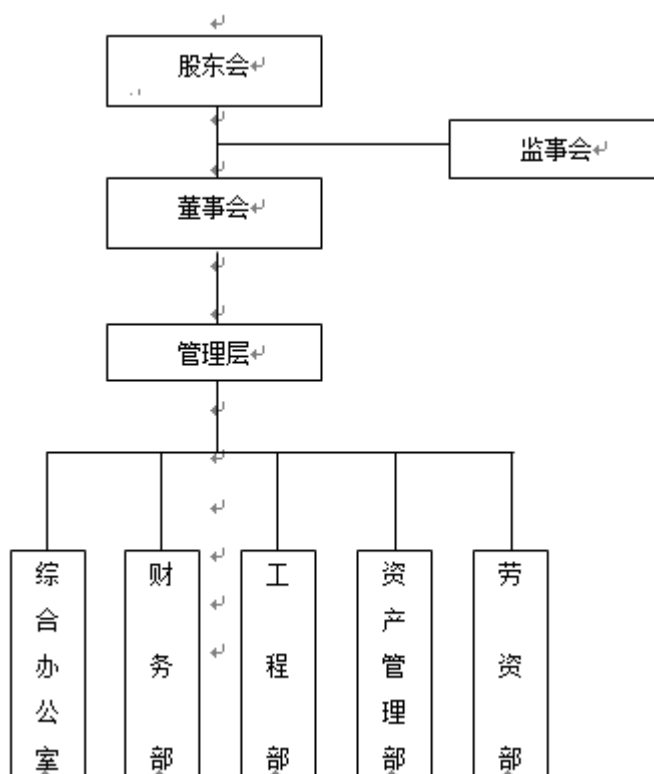 股东会
监事会
董事会
管理层
综合办公室
财务部
工程部
资产管理部
劳资部